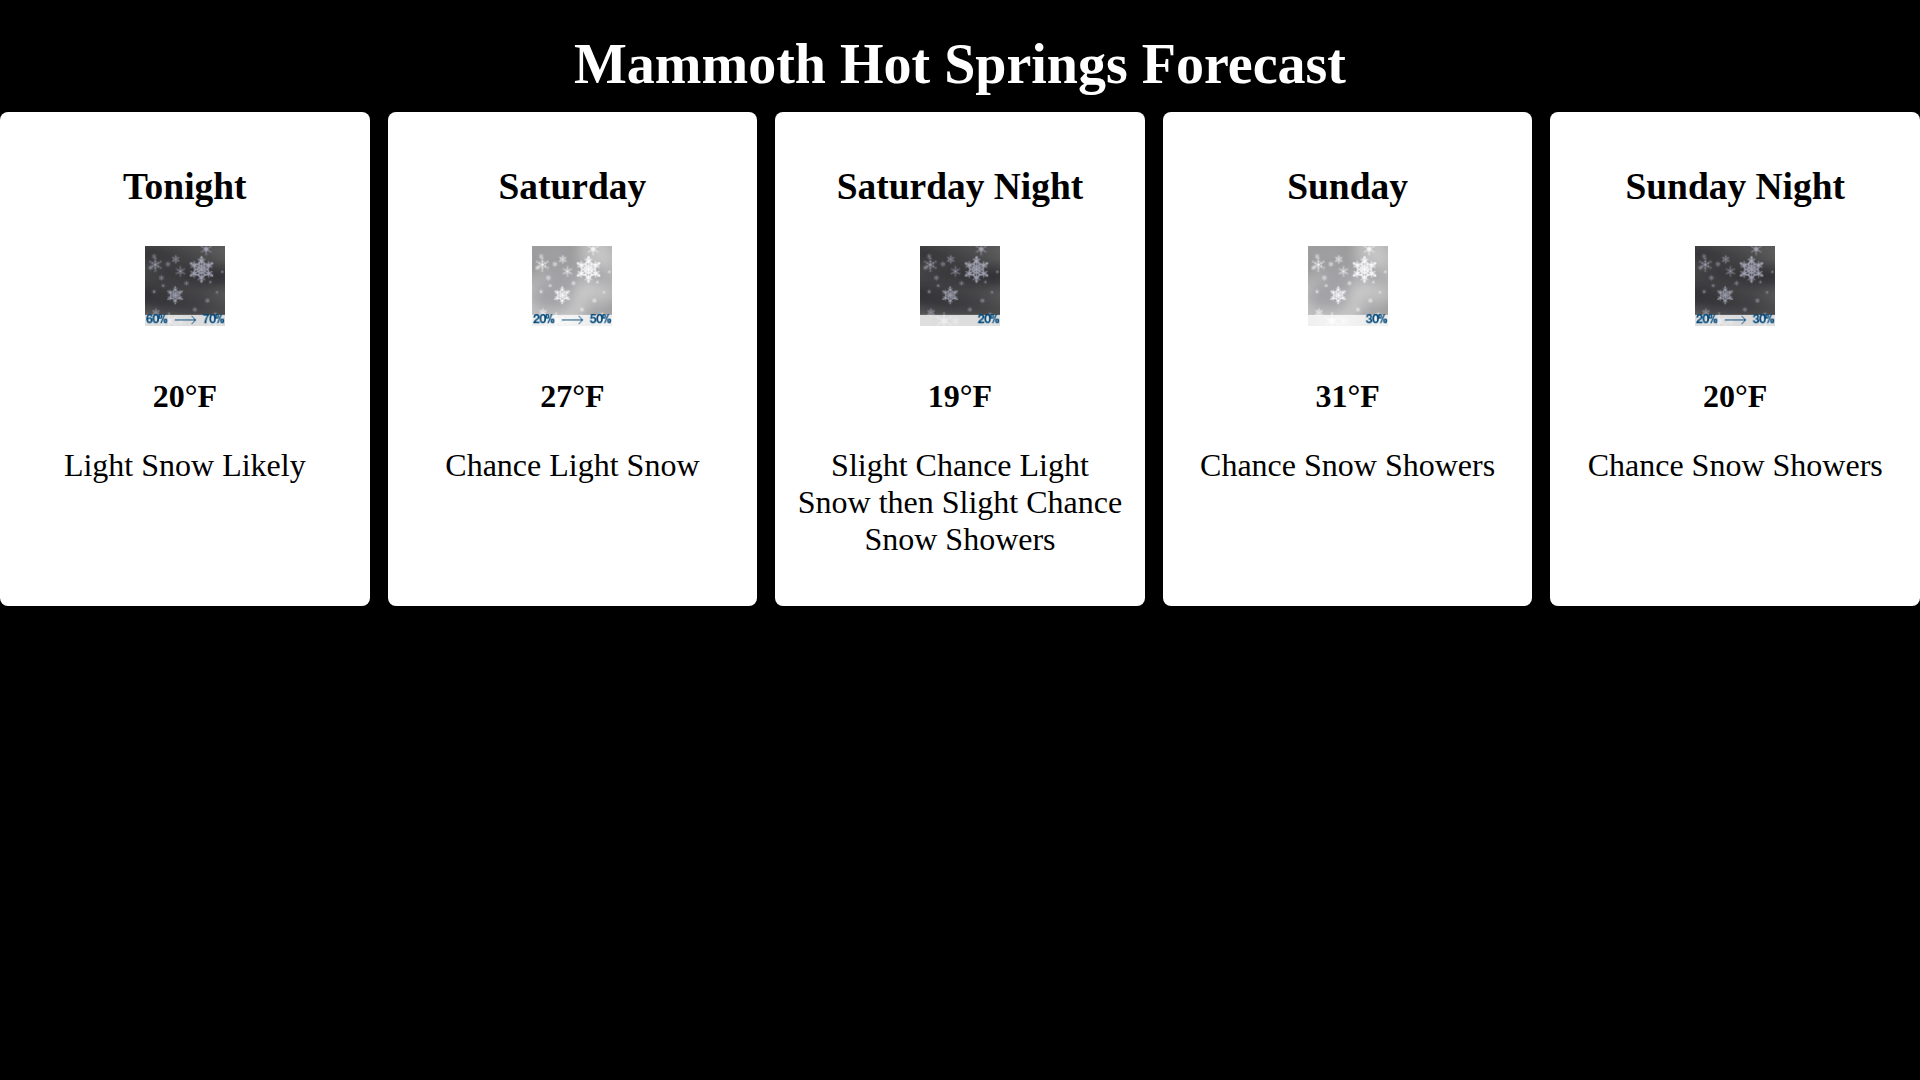 Mammoth Hot Springs Forecast
Tonight
60% → 70%
20°F
Light Snow Likely
Saturday
20% → 50%
27°F
Chance Light Snow
Saturday Night
20%
19°F
Slight Chance Light
Snow then Slight Chance
Snow Showers
Sunday
30%
31°F
Chance Snow Showers
Sunday Night
20% → 30%
20°F
Chance Snow Showers